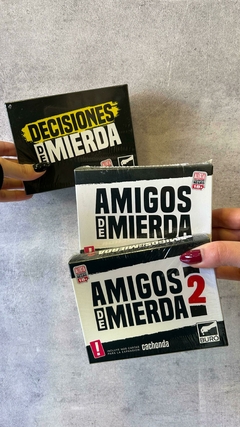 DECISIONES
DE MIERDA
AMIGOS
DE MIERDA
AMIGOS
DE MIERDA 2
BURO
cachonda